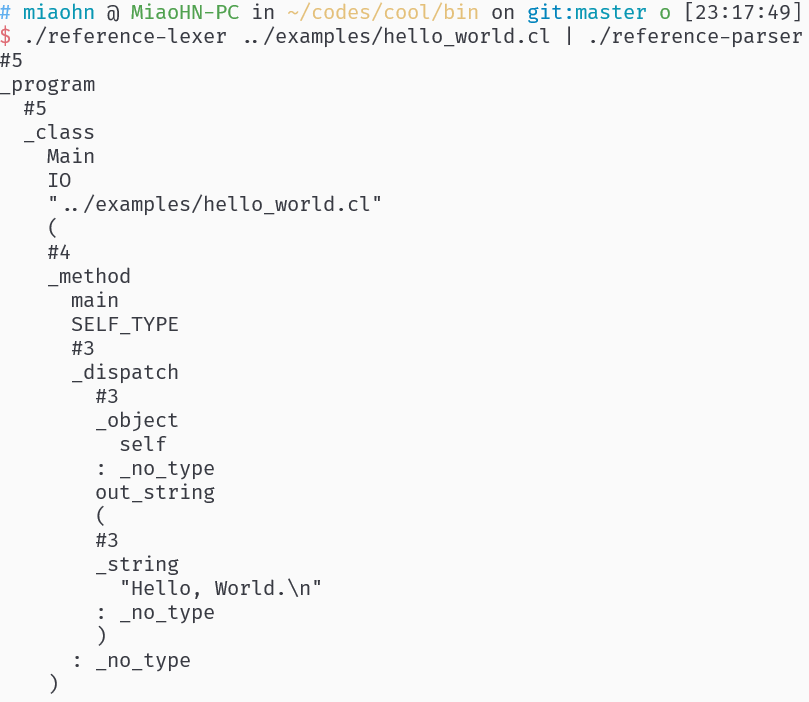 # miaohn @ MiaoHN-PC in ~/codes/cool/bin on git:master o [23:17:49]
$ ./reference-lexer ../examples/hello_world.cl | ./reference-parser
#5
_program
  #5
  _class
    Main
    IO
    "../examples/hello_world.cl"
    (
    #4
    _method
      main
      SELF_TYPE
      #3
      _dispatch
        #3
        _object
          self
        : _no_type
        out_string
        (
        #3
        _string
          "Hello, World.\n"
        : _no_type
        )
      : _no_type
    )